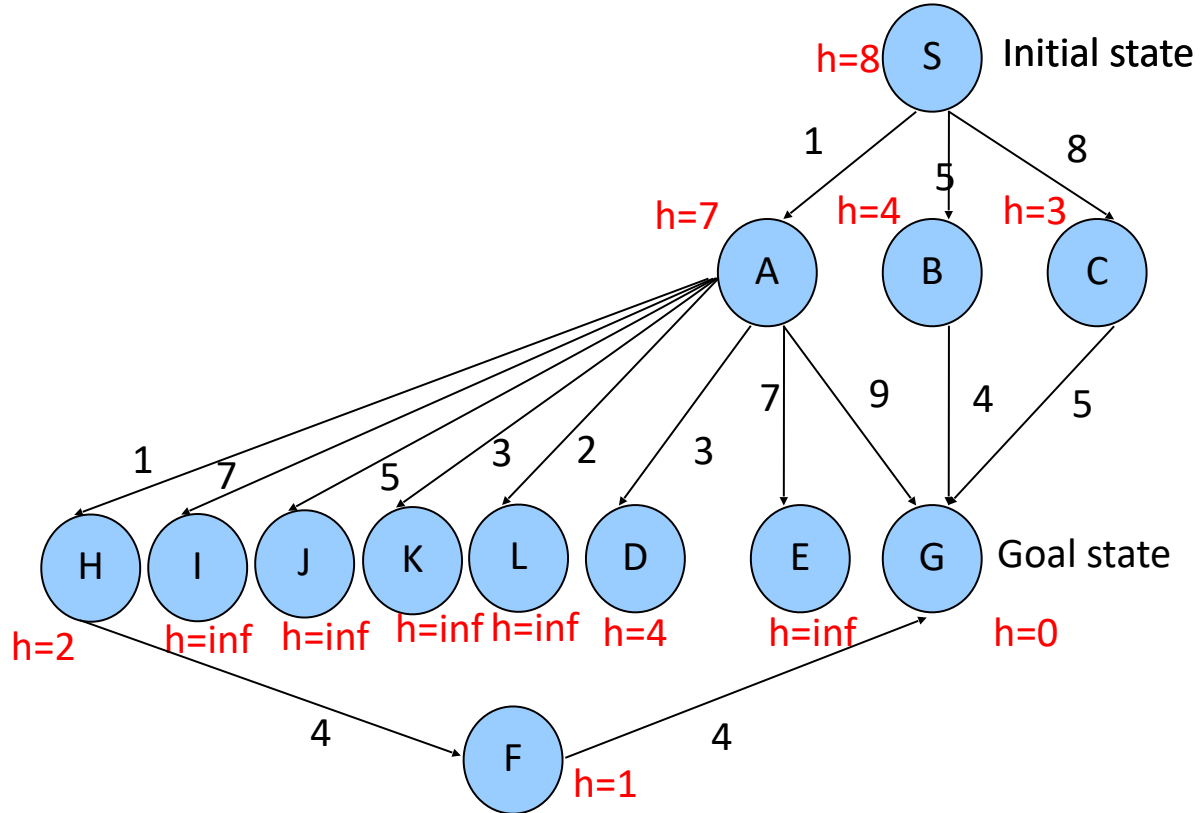 S
Initial state
h=8
1
5
8
h=7
h=4
h=3
A
B
C
1
7
5
3
2
3
7
9
4
5
H
I
J
K
L
D
E
G
Goal state
h=2
h=inf
h=inf
h=inf
h=inf
h=4
h=inf
h=0
4
F
4
h=1